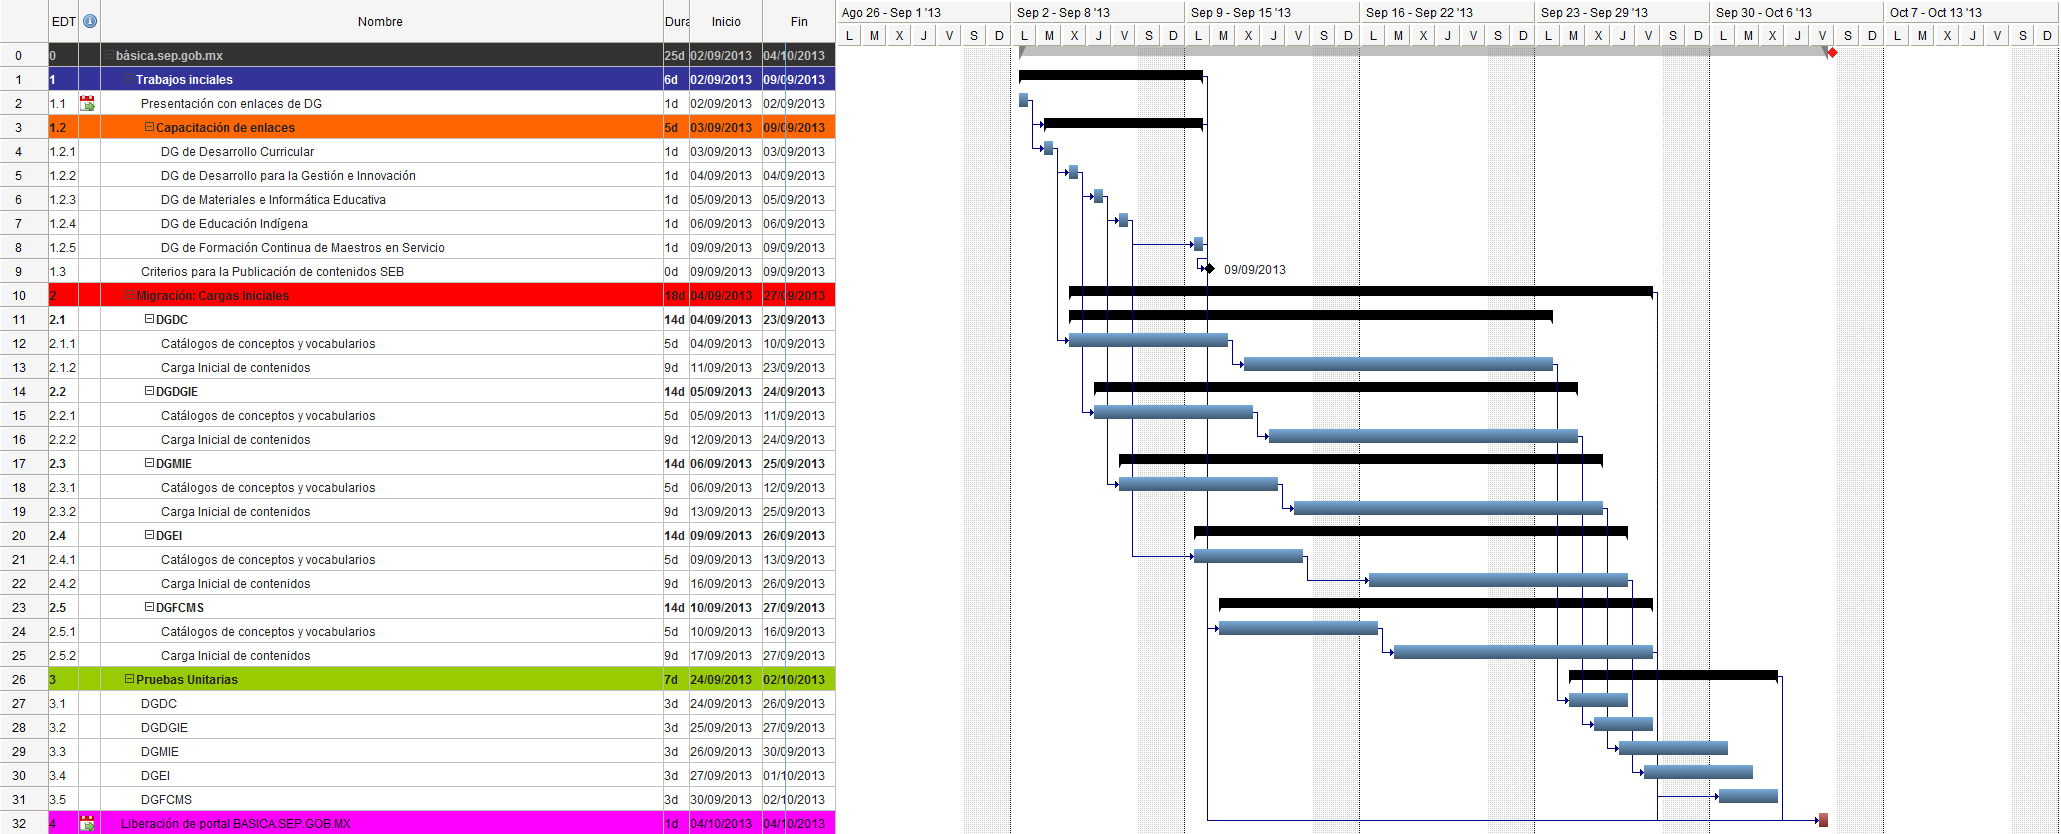 EDT Nombre Dura Inicio Fin
Ago 26 - Sep 1 '13 Sep 2 - Sep 8 '13 Sep 9 - Sep 15 '13 Sep 16 - Sep 22 '13 Sep 23 - Sep 29 '13 Sep 30 - Oct 6 '13 Oct 7 - Oct 13 '13
L M X J V S D L M X J V S D L M X J V S D L M X J V S D L M X J V S D L M X J V S D L M X J V S D
0 0 básica.sep.gob.mx 25d 02/09/2013 04/10/2013
1 1 Trabajos inciales 6d 02/09/2013 09/09/2013
2 1.1 Presentación con enlaces de DG 1d 02/09/2013 02/09/2013
3 1.2 Capacitación de enlaces 5d 03/09/2013 09/09/2013
4 1.2.1 DG de Desarrollo Curricular 1d 03/09/2013 03/09/2013
5 1.2.2 DG de Desarrollo para la Gestión e Innovación 1d 04/09/2013 04/09/2013
6 1.2.3 DG de Materiales e Informática Educativa 1d 05/09/2013 05/09/2013
7 1.2.4 DG de Educación Indígena 1d 06/09/2013 06/09/2013
8 1.2.5 DG de Formación Continua de Maestros en Servicio 1d 09/09/2013 09/09/2013
9 1.3 Criterios para la Publicación de contenidos SEB 0d 09/09/2013 09/09/2013 09/09/2013
10 2 Migración: Cargas Iniciales 18d 04/09/2013 27/09/2013
11 2.1 DGDC 14d 04/09/2013 23/09/2013
12 2.1.1 Catálogos de conceptos y vocabularios 5d 04/09/2013 10/09/2013
13 2.1.2 Carga Inicial de contenidos 9d 11/09/2013 23/09/2013
14 2.2 DGDGIE 14d 05/09/2013 24/09/2013
15 2.2.1 Catálogos de conceptos y vocabularios 5d 05/09/2013 11/09/2013
16 2.2.2 Carga Inicial de contenidos 9d 12/09/2013 24/09/2013
17 2.3 DGMIE 14d 06/09/2013 25/09/2013
18 2.3.1 Catálogos de conceptos y vocabularios 5d 06/09/2013 12/09/2013
19 2.3.2 Carga Inicial de contenidos 9d 13/09/2013 25/09/2013
20 2.4 DGEI 14d 09/09/2013 26/09/2013
21 2.4.1 Catálogos de conceptos y vocabularios 5d 09/09/2013 13/09/2013
22 2.4.2 Carga Inicial de contenidos 9d 16/09/2013 26/09/2013
23 2.5 DGFCMS 14d 10/09/2013 27/09/2013
24 2.5.1 Catálogos de conceptos y vocabularios 5d 10/09/2013 16/09/2013
25 2.5.2 Carga Inicial de contenidos 9d 17/09/2013 27/09/2013
26 3 Pruebas Unitarias 7d 24/09/2013 02/10/2013
27 3.1 DGDC 3d 24/09/2013 26/09/2013
28 3.2 DGDGIE 3d 25/09/2013 27/09/2013
29 3.3 DGMIE 3d 26/09/2013 30/09/2013
30 3.4 DGEI 3d 27/09/2013 01/10/2013
31 3.5 DGFCMS 3d 30/09/2013 02/10/2013
32 4 Liberación de portal BASICA.SEP.GOB.MX 1d 04/10/2013 04/10/2013